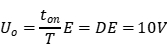 U_o = \frac{t_{on}}{T}E = DE = 10V